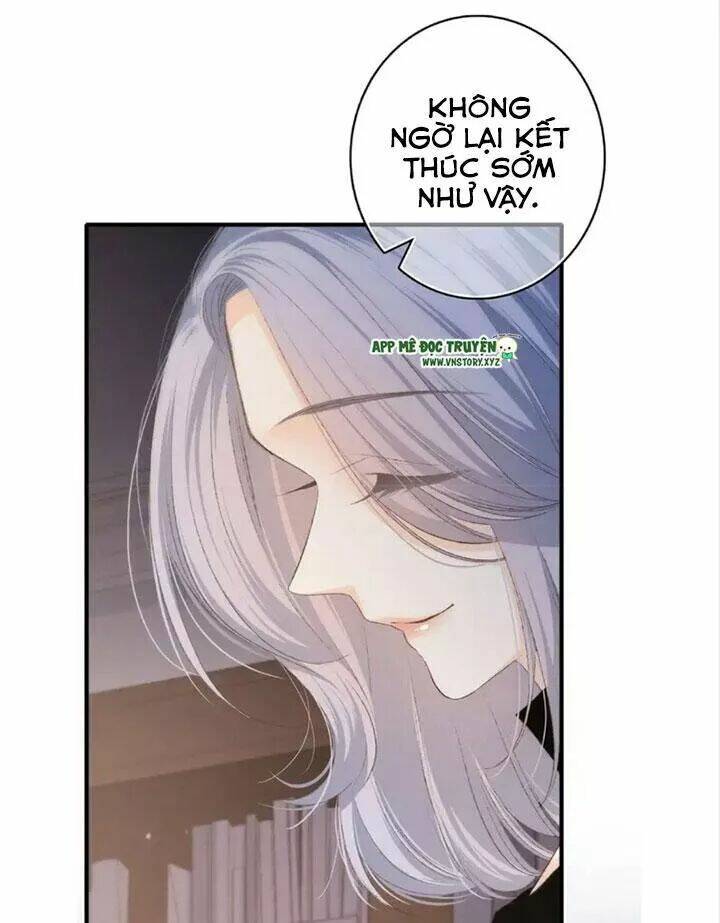 KHÔNG
NGỜ LẠI KẾT
THÚC SỚM
NHƯ VẬY.
APP MÊ ĐỌC TRUYỆN
WWW.VNSTORY.XYZ